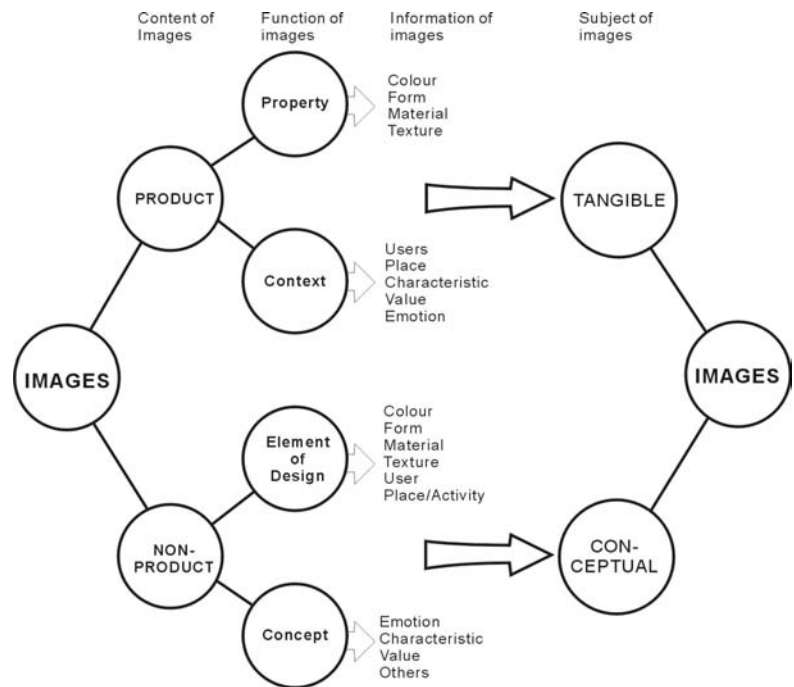 Content of
Images
Function of
images
Information of
images
Subject of
images
Property
Colour
Form
Material
Texture
PRODUCT
TANGIBLE
Context
Users
Place
Characteristic
Value
Emotion
IMAGES
IMAGES
Element
of
Design
Colour
Form
Material
Texture
User
Place/Activity
NON-
PRODUCT
CON-
CEPTUAL
Concept
Emotion
Characteristic
Value
Others